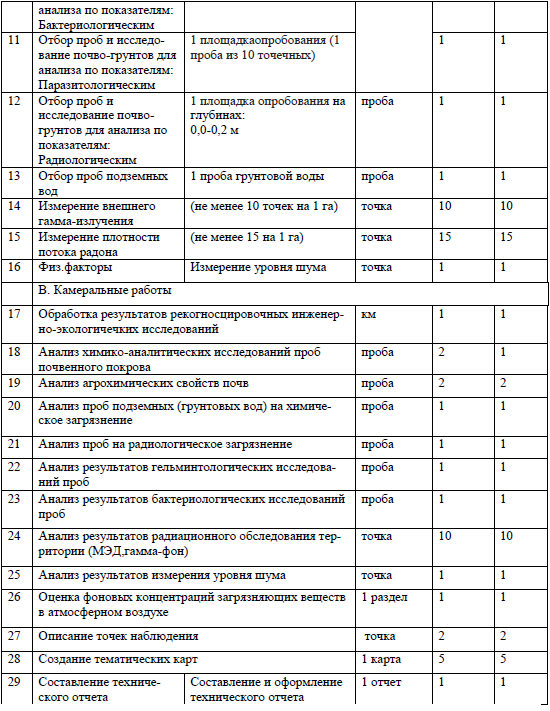 анализа по показателям:
Бактериологическим
11 Отбор проб и исследо- 1 площадкаопробования (1 1 1
вание почво-грунтов для проба из 10 точечных)
анализа по показателям:
Паразитологическим
12 Отбор проб и 1 площадка опробования на проба 1 1
исследование почво- глубинах:
грунтов для анализа по 0,0-0,2 м
показателям:
Радиологическим
13 Отбор проб подземных 1 проба грунтовой воды проба 1 1
вод
14 Измерение внешнего (не менее 10 точек на 1 га) точка 10 10
гамма-излучения
15 Измерение плотности (не менее 15 на 1 га) точка 15 15
потока радона
16 Физ.факторы Измерение уровня шума точка 1 1
В. Камеральные работы
17 Обработка результатов рекогносцировочных инженер- км 1 1
но-экологичечких исследований
18 Анализ химико-аналитических исследований проб проба 2 1
почвенного покрова
19 Анализ агрохимических свойств почв проба 2 2
20 Анализ проб подземных (грунтовых вод) на химиче- проба 1 1
ское загрязнение
21 Анализ проб на радиологическое загрязнение проба 1 1
22 Анализ результатов гельминтологических исследова- проба 1 1
ний проб
23 Анализ результатов бактериологических исследований проба 1 1
проб
24 Анализ результатов радиационного обследования тер- точка 10 10
ритории (МЭД,гамма-фон)
25 Анализ результатов измерения уровня шума точка 1 1
26 Оценка фоновых концентраций загрязняющих веществ 1 раздел 1 1
в атмосферном воздухе
27 Описание точек наблюдения точка 2 2
28 Создание тематических карт 1 карта 5 5
29 Составление техниче- Составление и оформление 1 отчет 1 1
ского отчета технического отчета